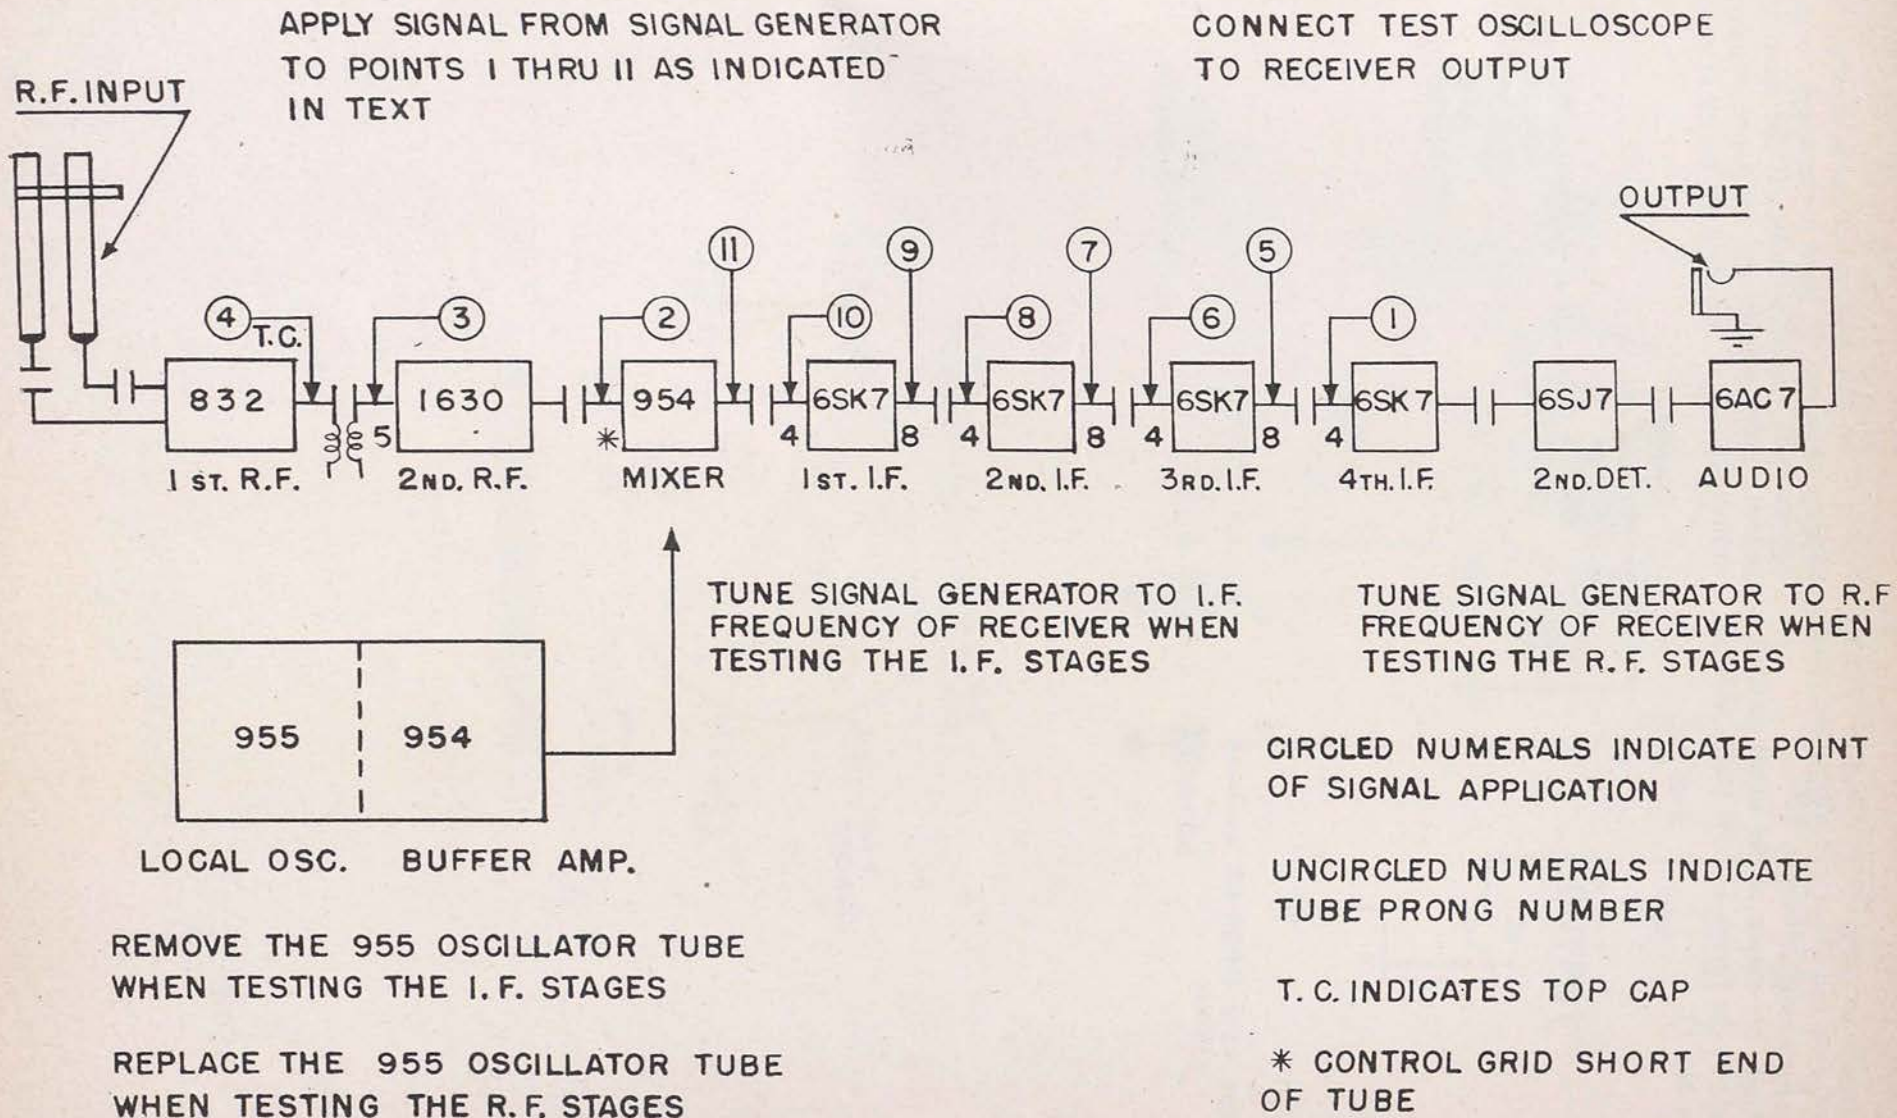 APPLY SIGNAL FROM SIGNAL GENERATOR
TO POINTS 1 THRU 11 AS INDICATED
IN TEXT
CONNECT TEST OSCILLOSCOPE
TO RECEIVER OUTPUT
R.F. INPUT
OUTPUT
11
9
7
5
4
T.C.
3
2
10
8
6
1
832
1630
954
6SK7
6SK7
6SK7
6SK7
6SJ7
6AC7
5
*
4
8
4
8
4
8
4
1ST. R.F.
2ND. R.F.
MIXER
1ST. I.F.
2ND. I.F.
3RD. I.F.
4TH. I.F.
2ND. DET.
AUDIO
TUNE SIGNAL GENERATOR TO I.F.
FREQUENCY OF RECEIVER WHEN
TESTING THE I.F. STAGES
TUNE SIGNAL GENERATOR TO R.F
FREQUENCY OF RECEIVER WHEN
TESTING THE R.F. STAGES
955
954
LOCAL OSC.
BUFFER AMP.
CIRCLED NUMERALS INDICATE POINT
OF SIGNAL APPLICATION
UNCIRCLED NUMERALS INDICATE
TUBE PRONG NUMBER
T.C. INDICATES TOP CAP
* CONTROL GRID SHORT END
OF TUBE
REMOVE THE 955 OSCILLATOR TUBE
WHEN TESTING THE I.F. STAGES
REPLACE THE 955 OSCILLATOR TUBE
WHEN TESTING THE R.F. STAGES